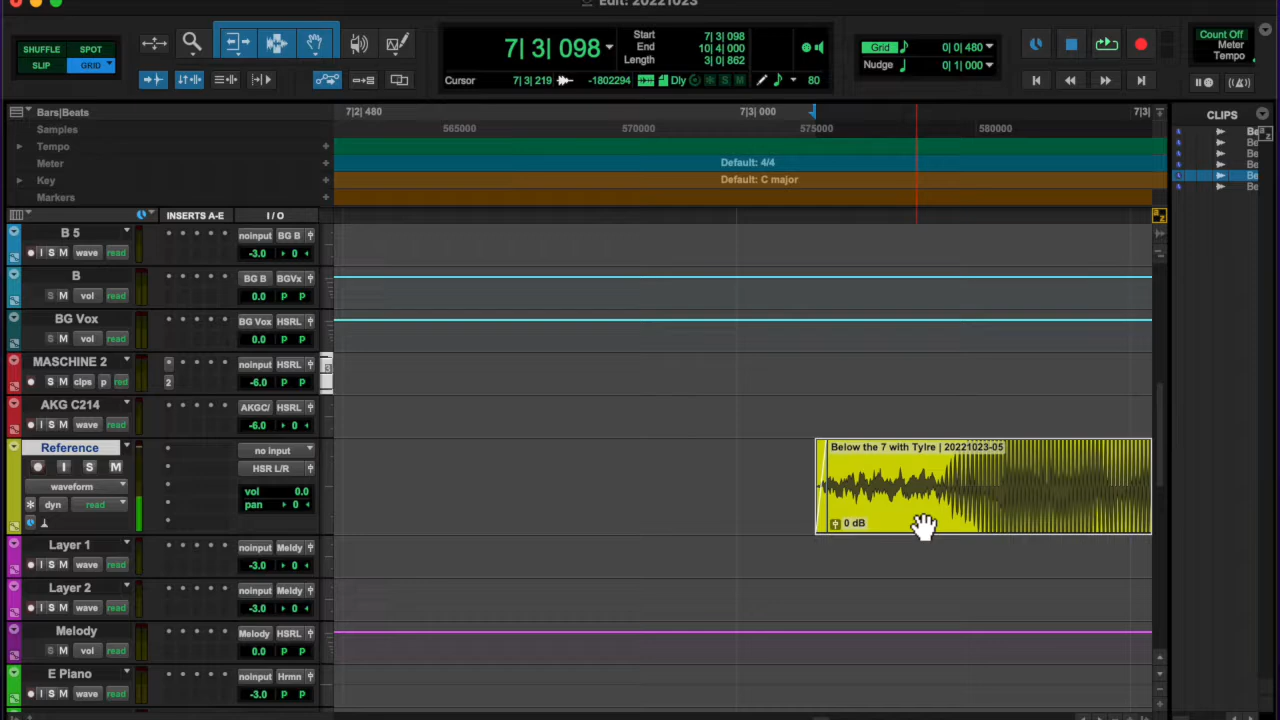 Edit: 20221023
SHUFFLE SPOT
SLIP GRID
7| 3| 098
Start 7| 3| 098
End 10| 4| 000
Length 3| 0| 862
Cursor 7| 3| 219 -1802294 Dly S M 80
Grid 0| 0| 480
Nudge 0| 1| 000
Count Off
Meter
Tempo
Bars|Beats 7|2| 480 7|3| 000 7|3|
Samples 565000 570000 575000 580000
Tempo +
Meter + Default: 4/4
Key + Default: C major
Markers +
INSERTS A-E I / O
CLIPS
Be
Be
Be
Be
Be
Be
B 5 noinput BG B
I S M wave read -3.0 0
B BG B BGVx
S M vol read 0.0 P P
BG Vox BG Vox HSRL
S M vol read 0.0 P P
MASCHINE 2 noinput HSRL
S M clps p red 2 -6.0 P P
AKG C214 AKGC/ HSRL
I S M wave read -6.0 P P
Reference no input
I S M HSR L/R
waveform vol 0.0
dyn read pan 0
Below the 7 with Tylre | 20221023-05
0 dB
Layer 1 noinput Meldy
I S M wave read -3.0 0
Layer 2 noinput Meldy
I S M wave read -3.0 0
Melody Melody HSRL
S M vol read 0.0 P P
E Piano noinput Hrmn
I S M wave read -3.0 P P